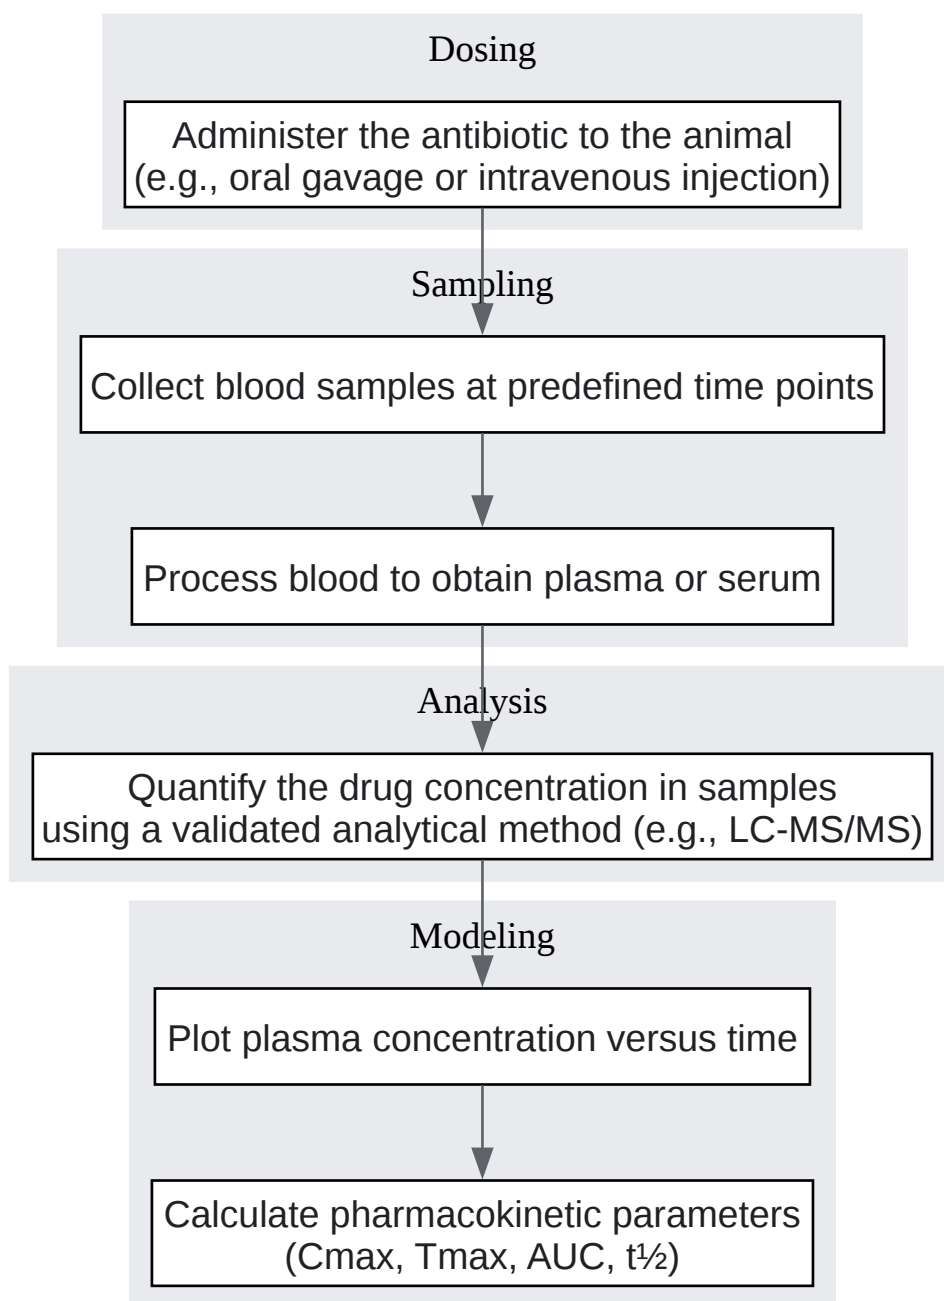 Dosing
Administer the antibiotic to the animal
(e.g., oral gavage or intravenous injection)
Sampling
Collect blood samples at predefined time points
Process blood to obtain plasma or serum
Analysis
Quantify the drug concentration in samples
using a validated analytical method (e.g., LC-MS/MS)
Modeling
Plot plasma concentration versus time
Calculate pharmacokinetic parameters
(Cmax, Tmax, AUC, t½)